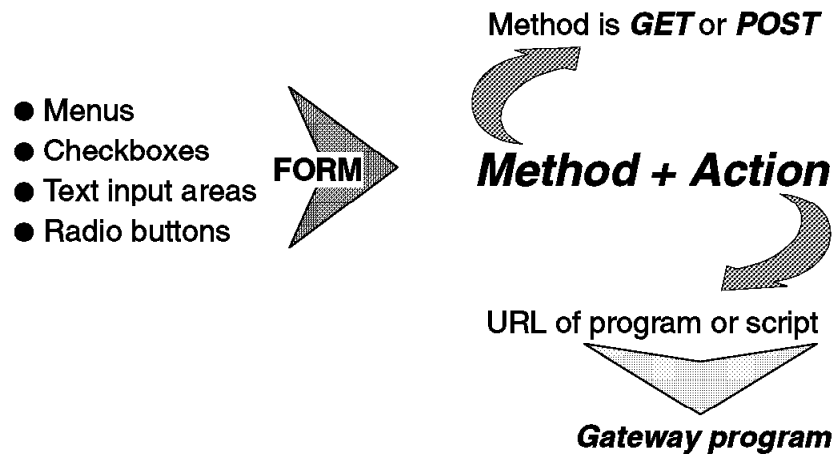 Method is GET or POST
● Menus
● Checkboxes
● Text input areas
● Radio buttons
FORM
Method + Action
URL of program or script
Gateway program